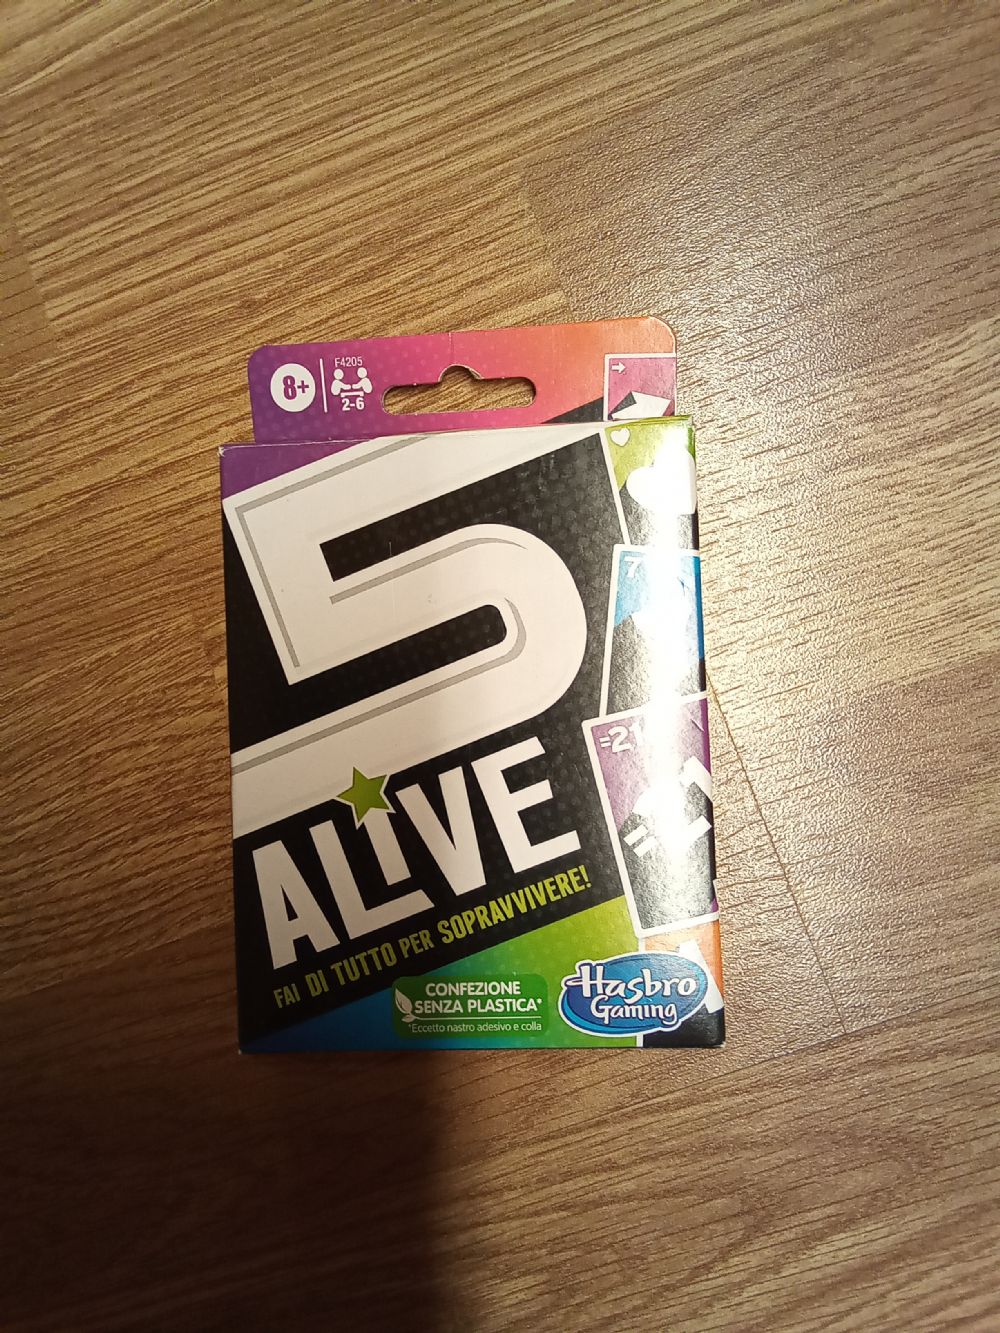 F4205
8+
2-6
5
ALIVE
FAI DI TUTTO PER SOPRAVVIVERE!
7
=21
CONFEZIONE
SENZA PLASTICA*
*Eccetto nastro adesivo e colla
Hasbro
Gaming